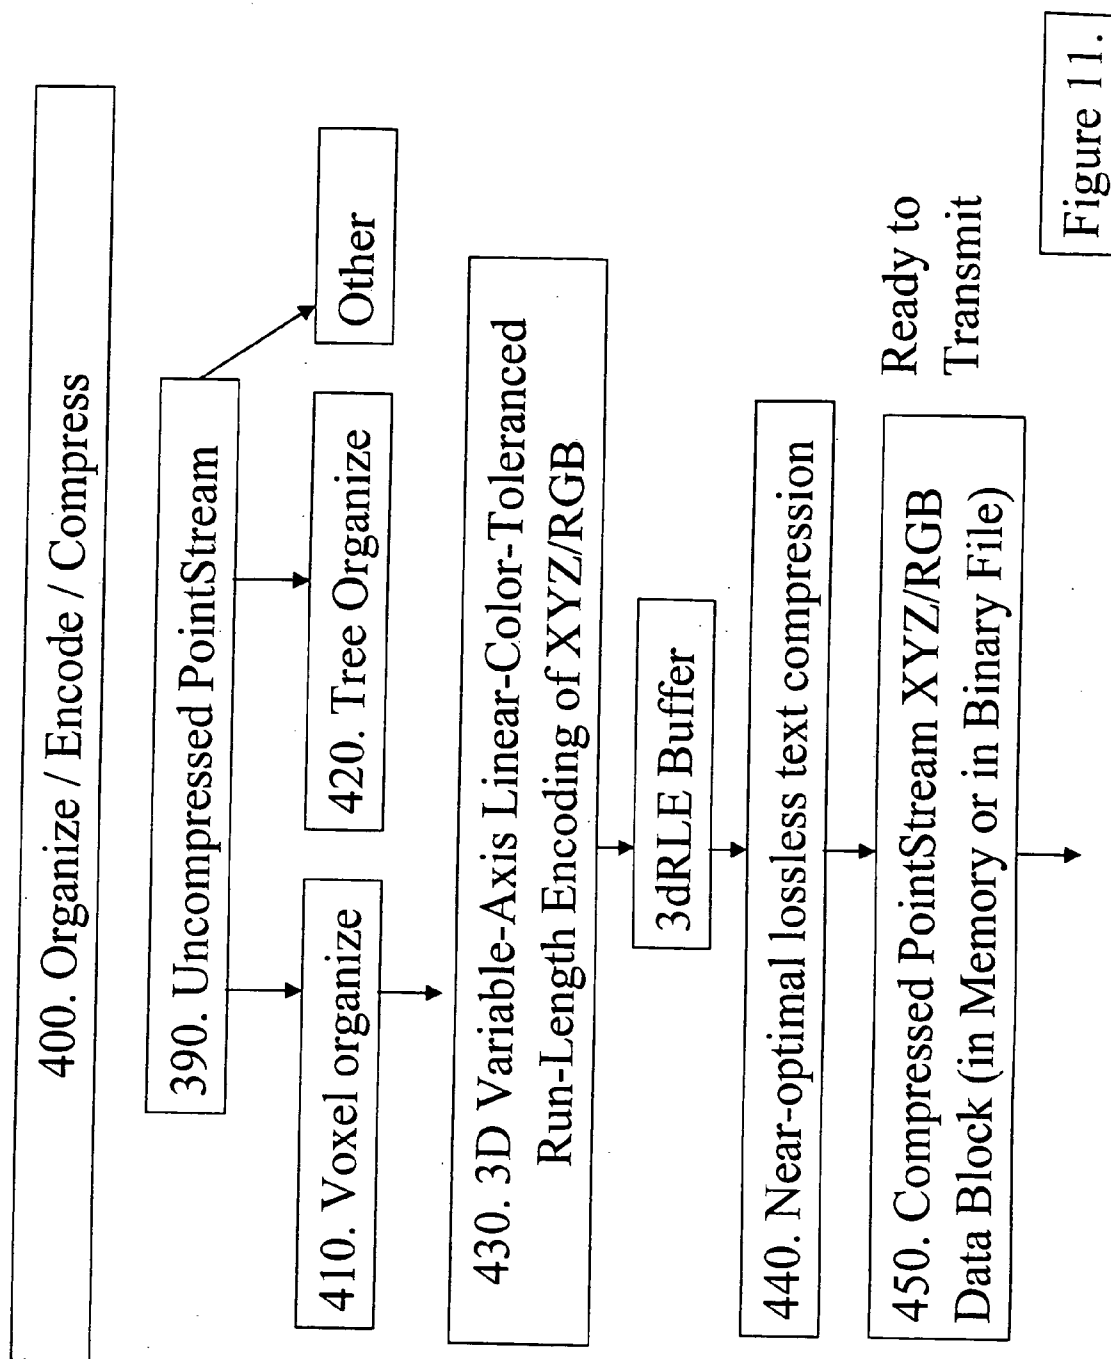 400. Organize / Encode / Compress
390. Uncompressed PointStream
410. Voxel organize
420. Tree Organize
Other
430. 3D Variable-Axis Linear-Color-Toleranced
Run-Length Encoding of XYZ/RGB
3dRLE Buffer
440. Near-optimal lossless text compression
450. Compressed PointStream XYZ/RGB
Data Block (in Memory or in Binary File)
Ready to
Transmit
Figure 11.